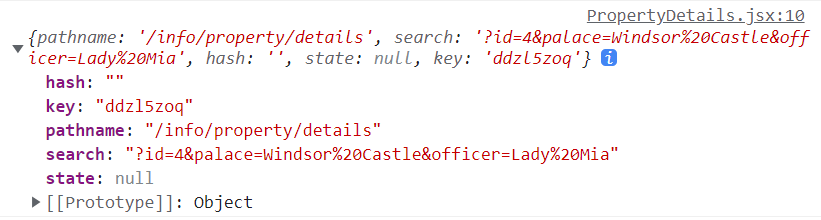 PropertyDetails.jsx:10
{pathname: '/info/property/details', search: '?id=4&palace=Windsor%20Castle&off
icer=Lady%20Mia', hash: '', state: null, key: 'ddzl5zoq'} i
hash: ""
key: "ddzl5zoq"
pathname: "/info/property/details"
search: "?id=4&palace=Windsor%20Castle&officer=Lady%20Mia"
state: null
[[Prototype]]: Object